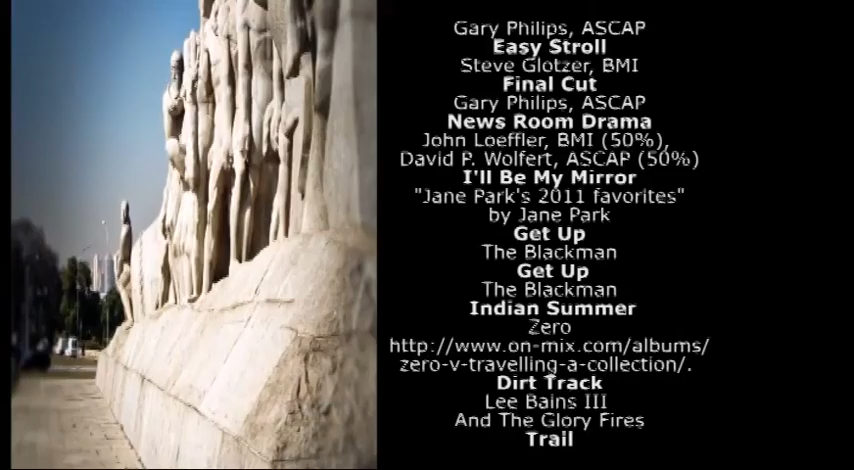 Gary Philips, ASCAP
Easy Stroll
Steve Glotzer, BMI
Final Cut
Gary Philips, ASCAP
News Room Drama
John Loeffler, BMI (50%),
David P. Wolfert, ASCAP (50%)
I'll Be My Mirror
"Jane Park's 2011 favorites"
by Jane Park
Get Up
The Blackman
Get Up
The Blackman
Indian Summer
Zero
http://www.on-mix.com/albums/
zero-v-travelling-a-collection/.
Dirt Track
Lee Bains III
And The Glory Fires
Trail